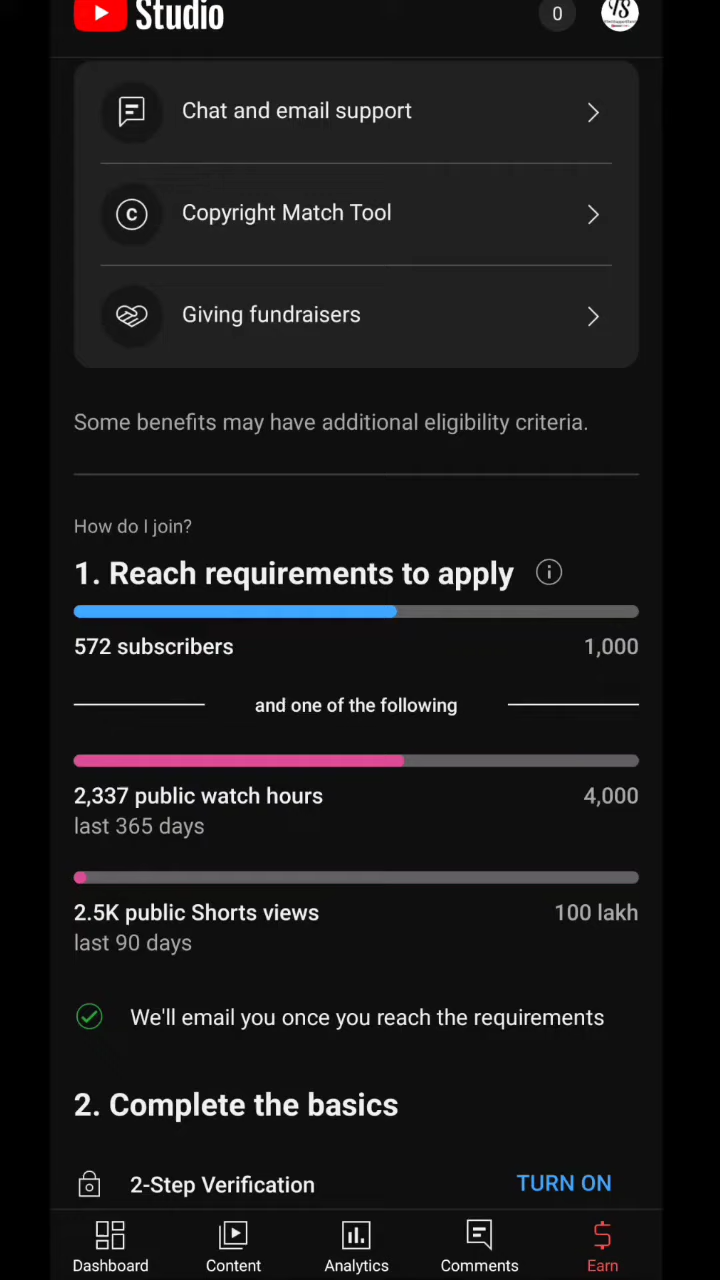 Studio
0
Chat and email support
Copyright Match Tool
Giving fundraisers
Some benefits may have additional eligibility criteria.
How do I join?
1. Reach requirements to apply
572 subscribers 1,000
and one of the following
2,337 public watch hours 4,000
last 365 days
2.5K public Shorts views 100 lakh
last 90 days
We'll email you once you reach the requirements
2. Complete the basics
2-Step Verification TURN ON
Dashboard Content Analytics Comments Earn